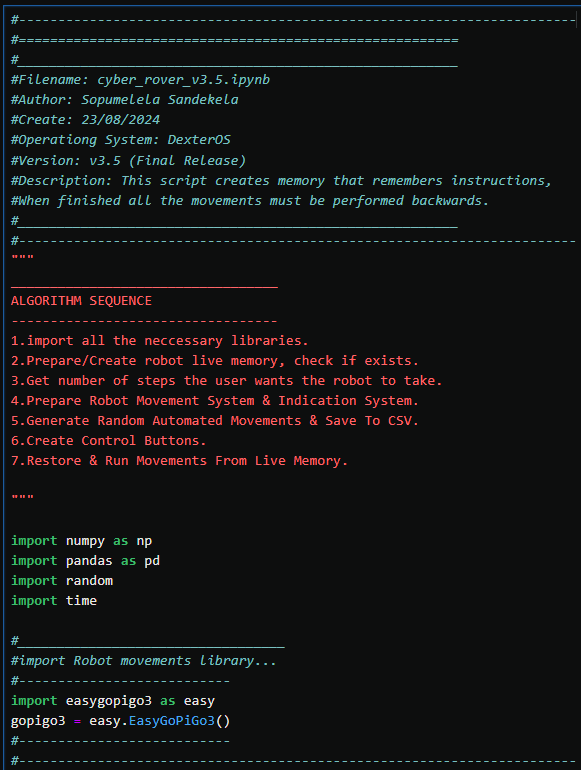 #-----------------------------------------------------------------------
#========================================================
#________________________________________________________
#Filename: cyber_rover_v3.5.ipynb
#Author: Sopumelela Sandekela
#Create: 23/08/2024
#Operationg System: DexterOS
#Version: v3.5 (Final Release)
#Description: This script creates memory that remembers instructions,
#When finished all the movements must be performed backwards.
#________________________________________________________
#-----------------------------------------------------------------------
"""
__________________________________
ALGORITHM SEQUENCE
----------------------------------
1.import all the neccessary libraries.
2.Prepare/Create robot live memory, check if exists.
3.Get number of steps the user wants the robot to take.
4.Prepare Robot Movement System & Indication System.
5.Generate Random Automated Movements & Save To CSV.
6.Create Control Buttons.
7.Restore & Run Movements From Live Memory.
"""
import numpy as np
import pandas as pd
import random
import time
#__________________________________
#import Robot movements library...
#---------------------------
import easygopigo3 as easy
gopigo3 = easy.EasyGoPiGo3()
#---------------------------
#-----------------------------------------------------------------------